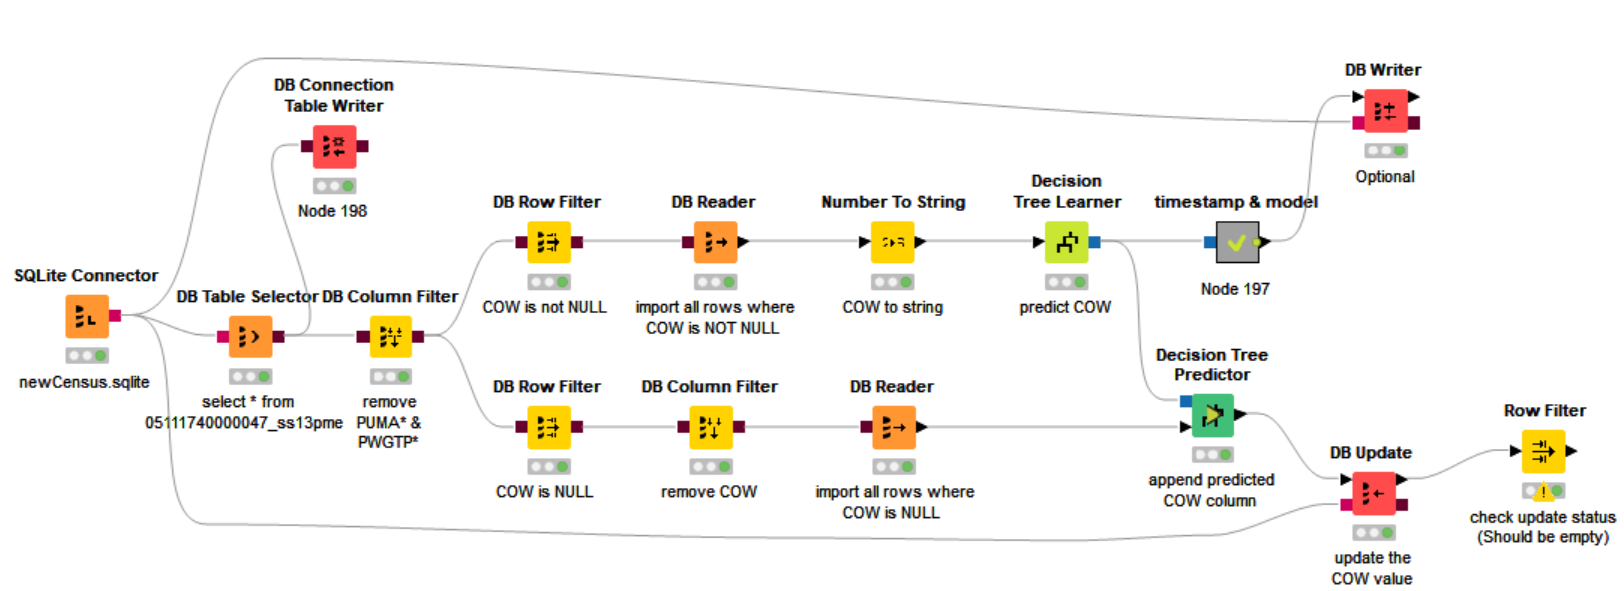 DB Writer
Optional
DB Connection
Table Writer
Node 198
DB Row Filter
COW is not NULL
DB Reader
import all rows where
COW is NOT NULL
Number To String
COW to string
Decision
Tree Learner
predict COW
timestamp & model
Node 197
SQLite Connector
newCensus.sqlite
DB Table Selector
select * from
05111740000047_ss13pme
DB Column Filter
remove
PUMA* &
PWGTP*
DB Row Filter
COW is NULL
DB Column Filter
remove COW
DB Reader
import all rows where
COW is NULL
Decision Tree
Predictor
append predicted
COW column
DB Update
update the
COW value
Row Filter
check update status
(Should be empty)